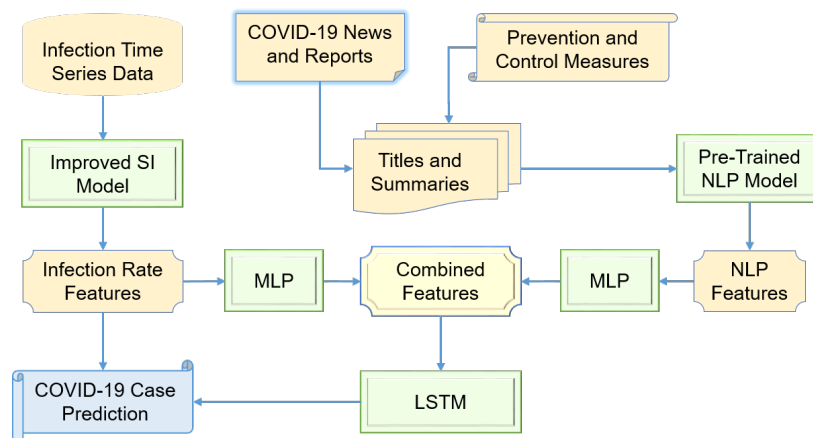 Infection Time
Series Data
COVID-19 News
and Reports
Prevention and
Control Measures
Improved SI
Model
Titles and
Summaries
Pre-Trained
NLP Model
Infection Rate
Features
MLP
Combined
Features
MLP
NLP
Features
COVID-19 Case
Prediction
LSTM